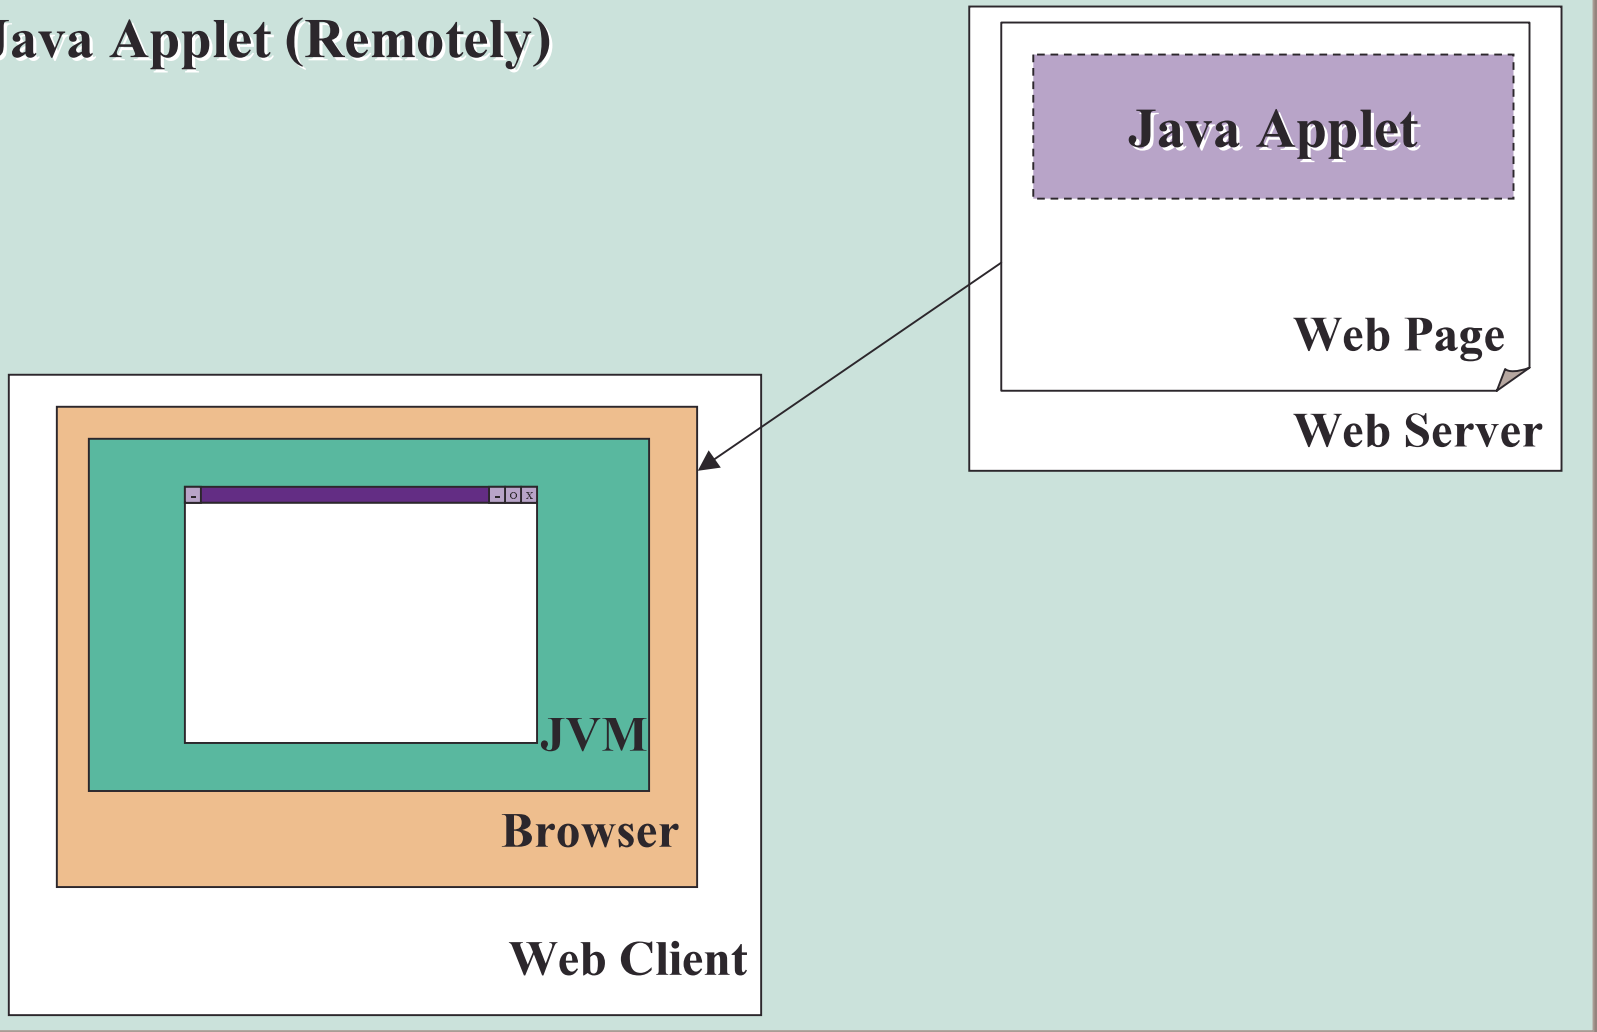 Java Applet (Remotely)
Java Applet
Web Page
Web Server
- - O X
JVM
Browser
Web Client